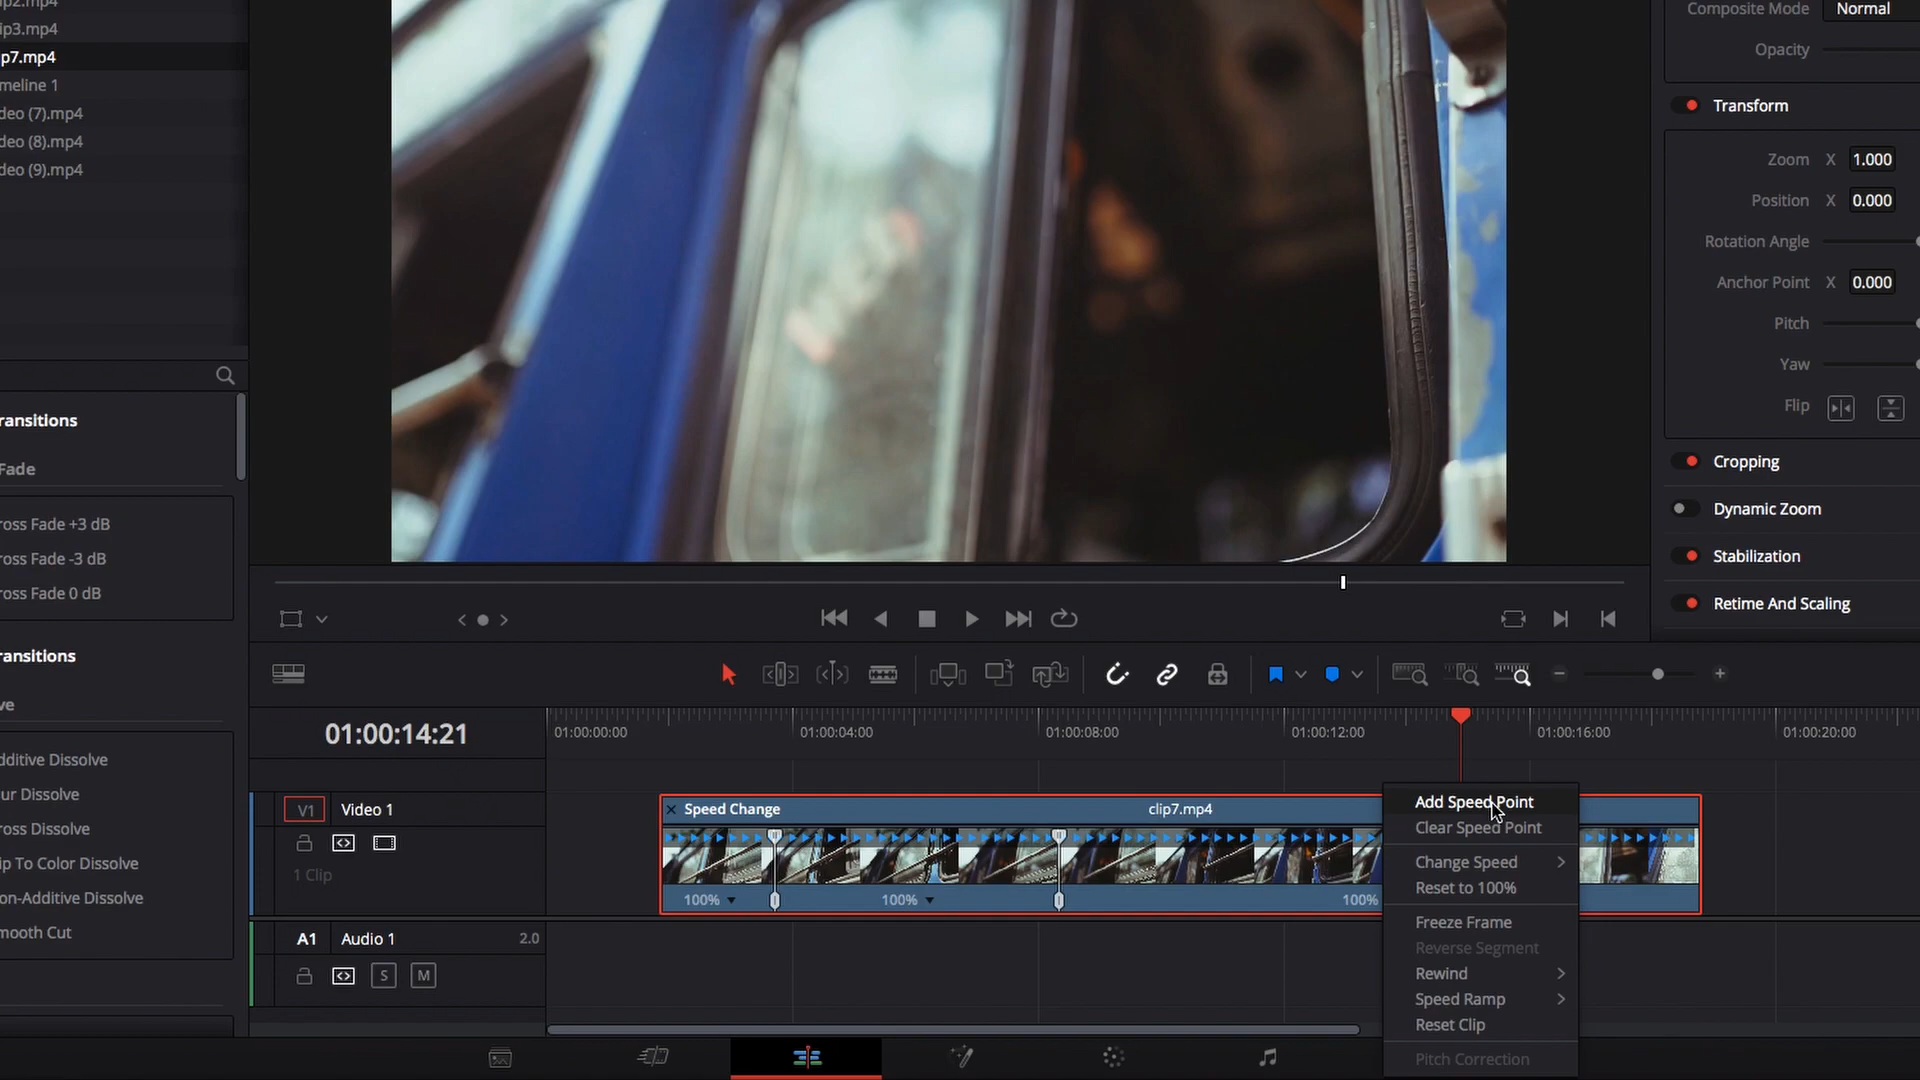 ip2.mp4
ip3.mp4
ip7.mp4
meline 1
deo (7).mp4
deo (8).mp4
deo (9).mp4
ransitions
Fade
ross Fade +3 dB
ross Fade -3 dB
ross Fade 0 dB
ansitions
ve
dditive Dissolve
ur Dissolve
ross Dissolve
ip To Color Dissolve
on-Additive Dissolve
mooth Cut
Composite Mode Normal
Opacity
Transform
Zoom X 1.000
Position X 0.000
Rotation Angle
Anchor Point X 0.000
Pitch
Yaw
Flip
Cropping
Dynamic Zoom
Stabilization
Retime And Scaling
01:00:14:21
01:00:00:00 01:00:04:00 01:00:08:00 01:00:12:00 01:00:16:00 01:00:20:00
V1 Video 1
1 Clip
Speed Change clip7.mp4
100% 100% 100%
A1 Audio 1 2.0
S M
Add Speed Point
Clear Speed Point
Change Speed
Reset to 100%
Freeze Frame
Reverse Segment
Rewind
Speed Ramp
Reset Clip
Pitch Correction